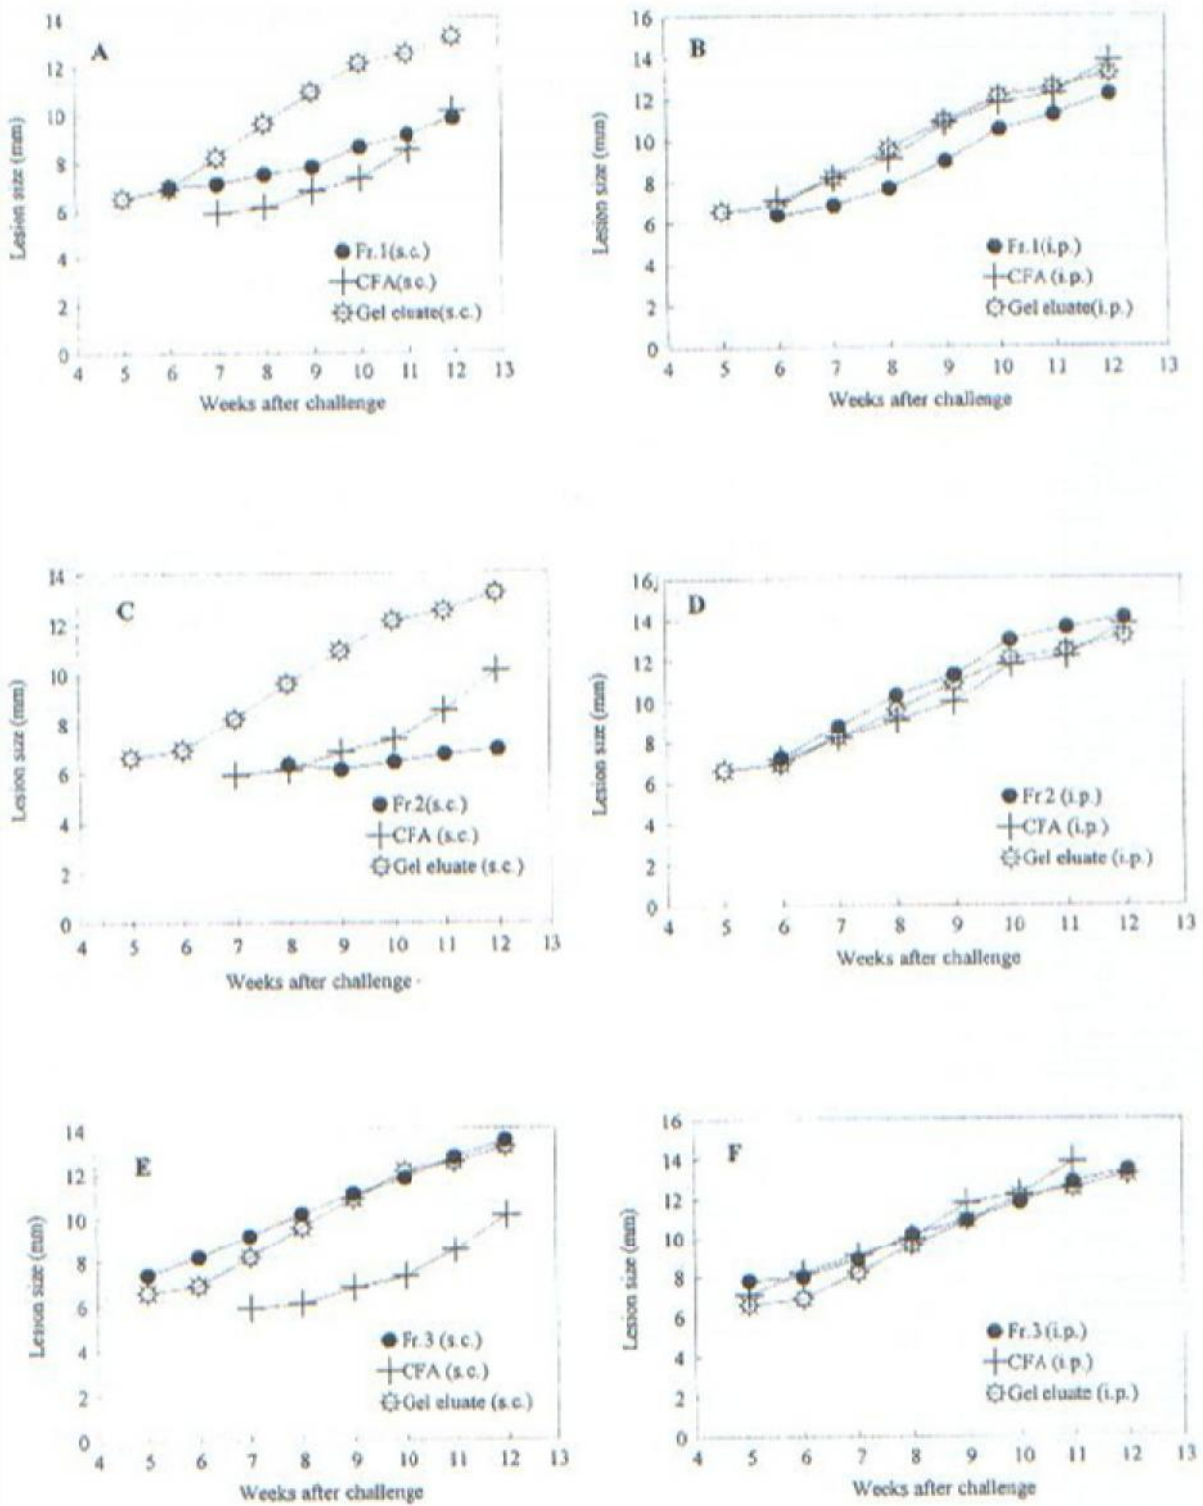 A
Lesion size (mm)
14
12
10
8
6
4
2
0
Fr.1(s.c.)
CFA(s.c.)
Gel eluate(s.c.)
4 5 6 7 8 9 10 11 12 13
Weeks after challenge
B
Lesion size (mm)
16
14
12
10
8
6
4
2
0
Fr.1(i.p.)
CFA (i.p.)
Gel eluate(i.p.)
4 5 6 7 8 9 10 11 12 13
Weeks after challenge
C
Lesion size (mm)
14
12
10
8
6
4
2
0
Fr.2(s.c.)
CFA (s.c.)
Gel eluate (s.c.)
4 5 6 7 8 9 10 11 12 13
Weeks after challenge
D
Lesion size (mm)
16
14
12
10
8
6
4
2
0
Fr2 (i.p.)
CFA (i.p.)
Gel eluate (i.p.)
4 5 6 7 8 9 10 11 12 13
Weeks after challenge
E
Lesion size (mm)
14
12
10
8
6
4
2
0
Fr.3 (s.c.)
CFA (s.c.)
Gel eluate (s.c.)
4 5 6 7 8 9 10 11 12 13
Weeks after challenge
F
Lesion size (mm)
16
14
12
10
8
6
4
2
0
Fr.3 (i.p.)
CFA (i.p.)
Gel eluate (i.p.)
4 5 6 7 8 9 10 11 12 13
Weeks after challenge